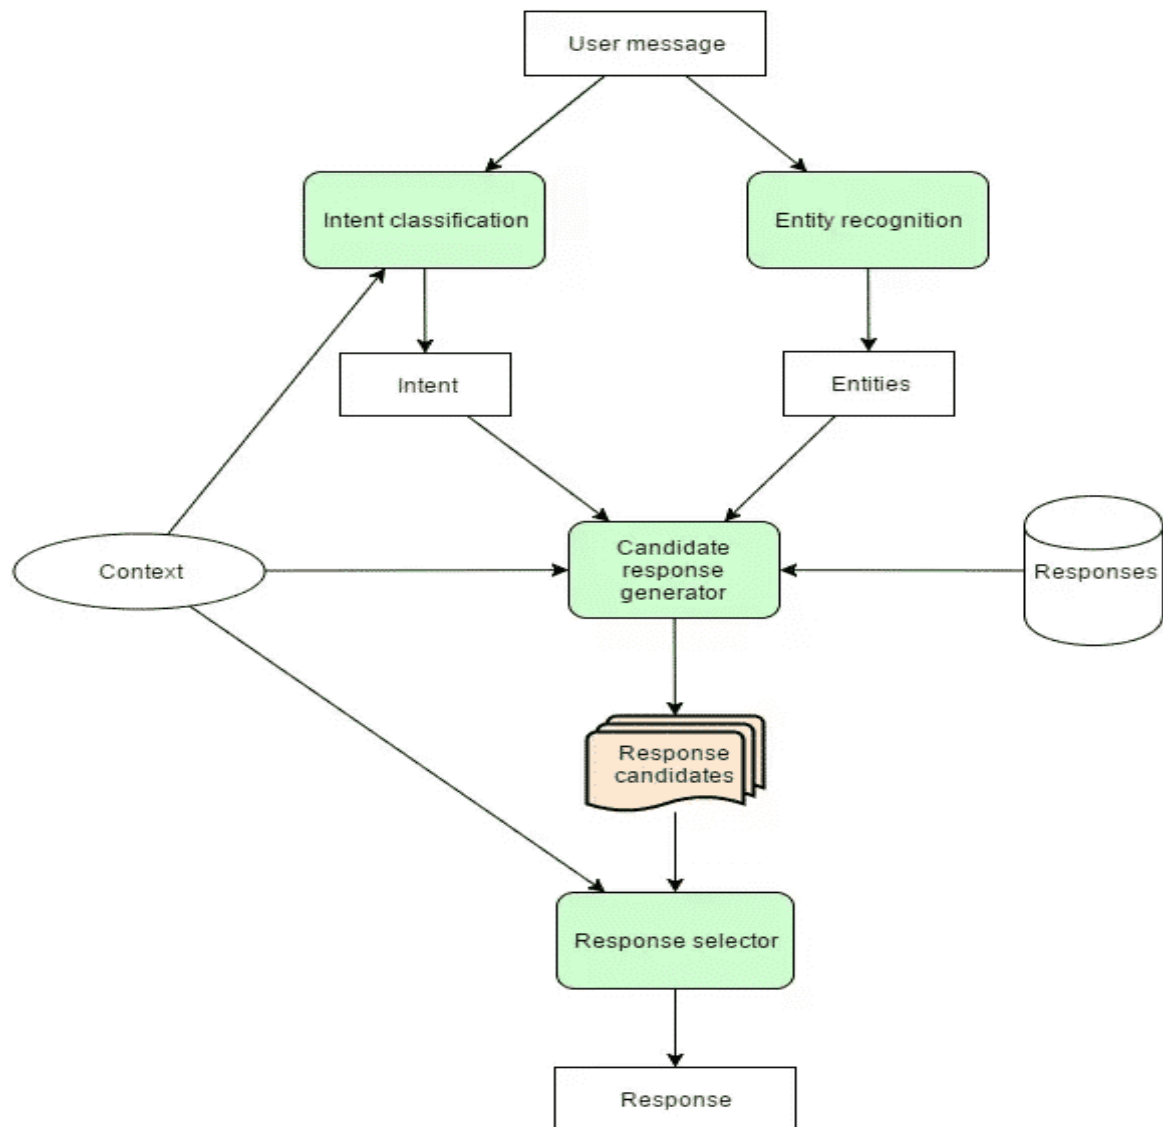 User message
Intent classification
Entity recognition
Intent
Entities
Context
Candidate
response
generator
Responses
Response
candidates
Response selector
Response